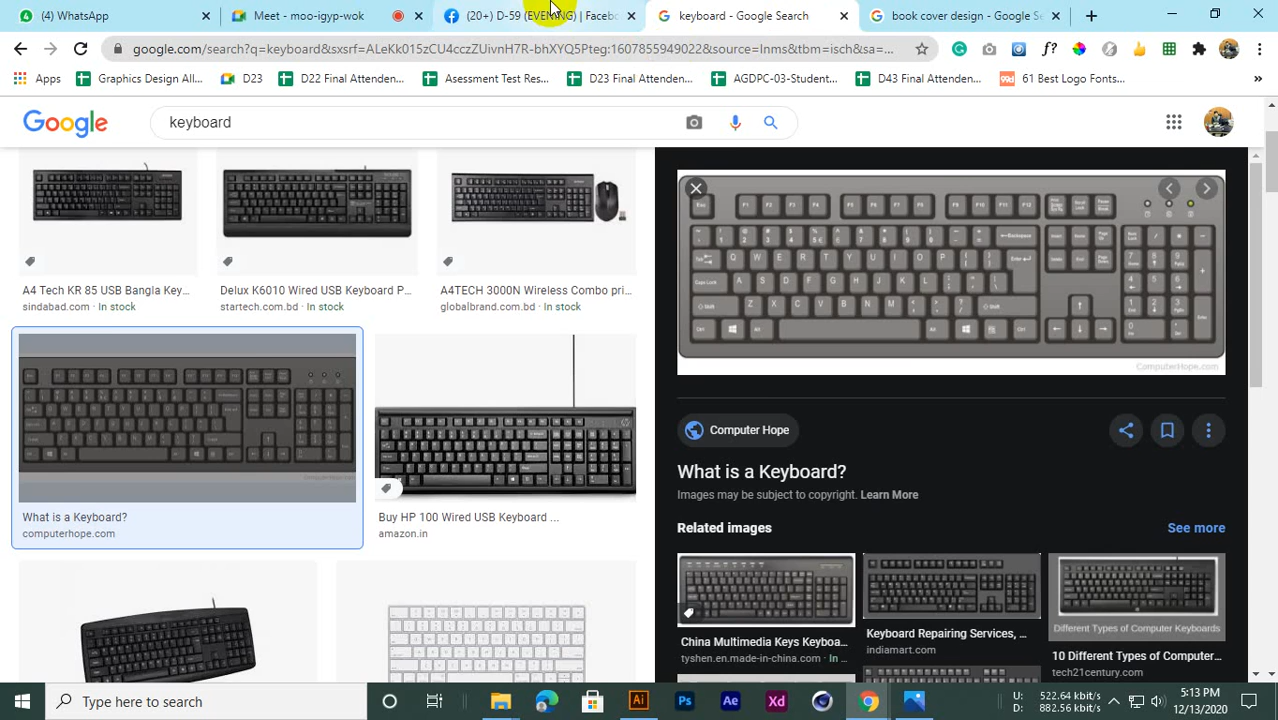 (4) WhatsApp
Meet - moo-igyp-wmc
(20+) D-59 (EVENING) | Faceb
keyboard - Google Search
book cover design - Google Sea
google.com/search?q=keyboard&sxsrf=ALeKk015zCU4cczZUivnH7R-bhXYQ5Pteg:1607855949022&source=lnms&tbm=isch&sa=...
Apps
Graphics Design All...
D23
D22 Final Attenden...
Asessment Test Res...
D23 Final Attenden...
AGDPC-03-Student...
D43 Final Attenden...
61 Best Logo Fonts...
Google
keyboard
A4 Tech KR 85 USB Bangla Key...
sindabad.com · In stock
Delux K6010 Wired USB Keyboard P...
startech.com.bd · In stock
A4TECH 3000N Wireless Combo pri...
globalbrand.com.bd · In stock
What is a Keyboard?
computerhope.com
Buy HP 100 Wired USB Keyboard ...
amazon.in
ComputerHope.com
Computer Hope
What is a Keyboard?
Images may be subject to copyright. Learn More
Related images
See more
China Multimedia Keys Keyboa...
tyshen.en.made-in-china.com · In ...
Keyboard Repairing Services, ...
indiamart.com
Different Types of Computer Keyboards
10 Different Types of Computer...
tech21century.com
Type here to search
U: 522.64 kbit/s
D: 882.56 kbit/s
5:13 PM
12/13/2020